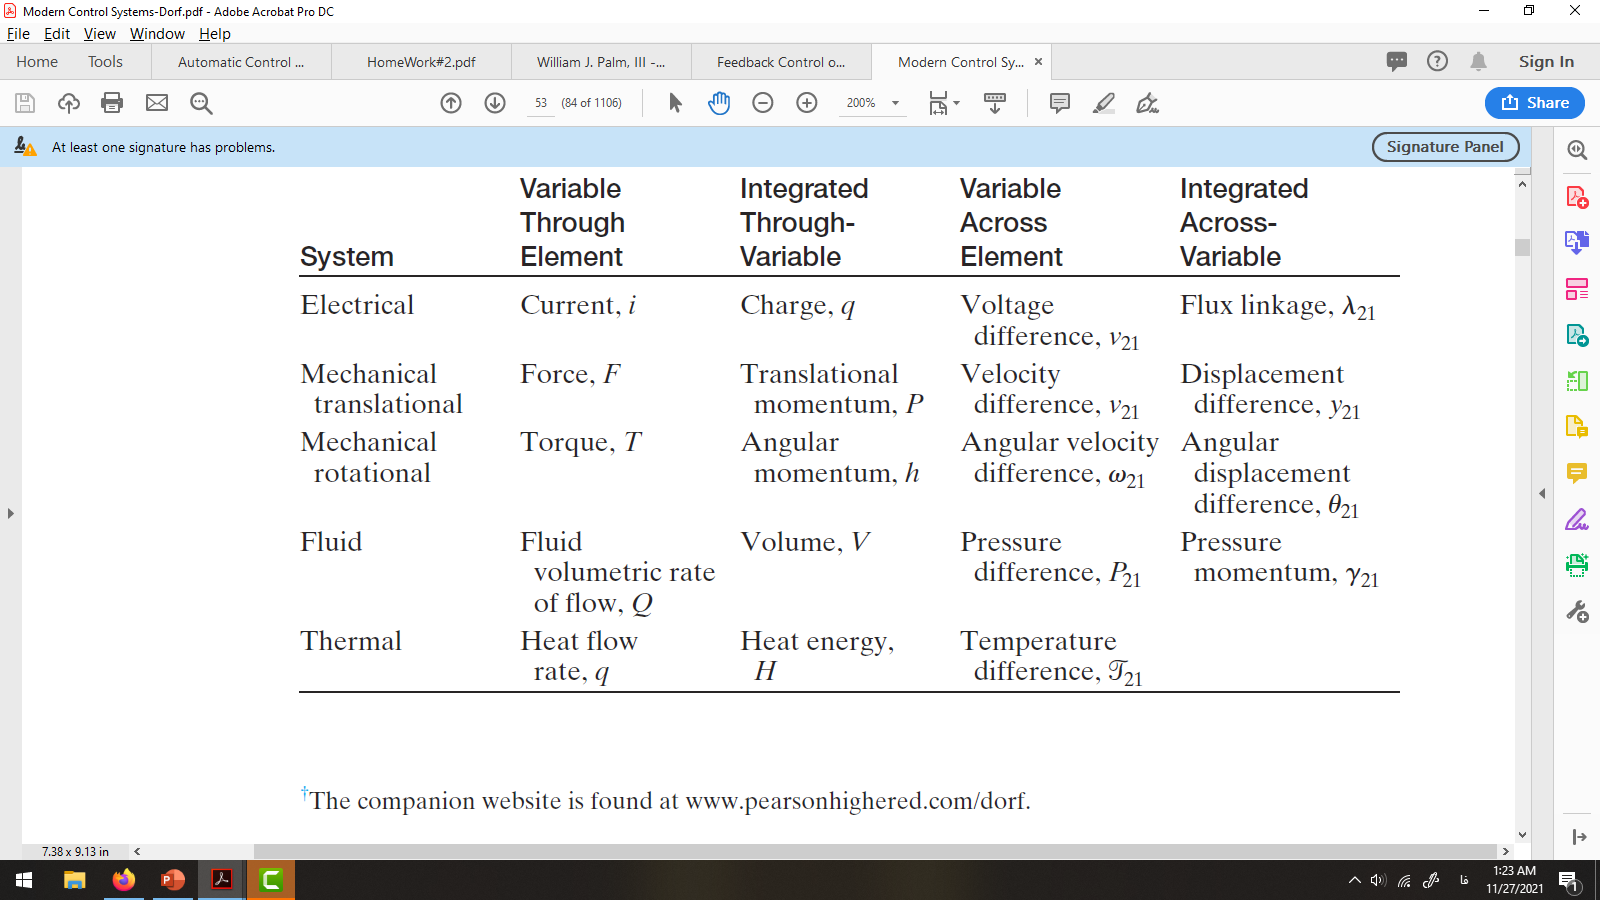 Modern Control Systems-Dorf.pdf - Adobe Acrobat Pro DC
File Edit View Window Help
Home Tools Automatic Control ... HomeWork#2.pdf William J. Palm, III -... Feedback Control o... Modern Control Sy... × Sign In
53 (84 of 1106) 200% Share
At least one signature has problems. Signature Panel
Variable Integrated Variable Integrated
Through Through- Across Across-
System Element Variable Element Variable
Electrical Current, i Charge, q Voltage Flux linkage, λ21
difference, v21
Mechanical Force, F Translational Velocity Displacement
translational momentum, P difference, v21 difference, y21
Mechanical Torque, T Angular Angular velocity Angular
rotational momentum, h difference, ω21 displacement
difference, θ21
Fluid Fluid Volume, V Pressure Pressure
volumetric rate difference, P21 momentum, γ21
of flow, Q
Thermal Heat flow Heat energy, Temperature
rate, q H difference, 𝒯21
†The companion website is found at www.pearsonhighered.com/dorf.
7.38 x 9.13 in
1:23 AM
فا 11/27/2021 1